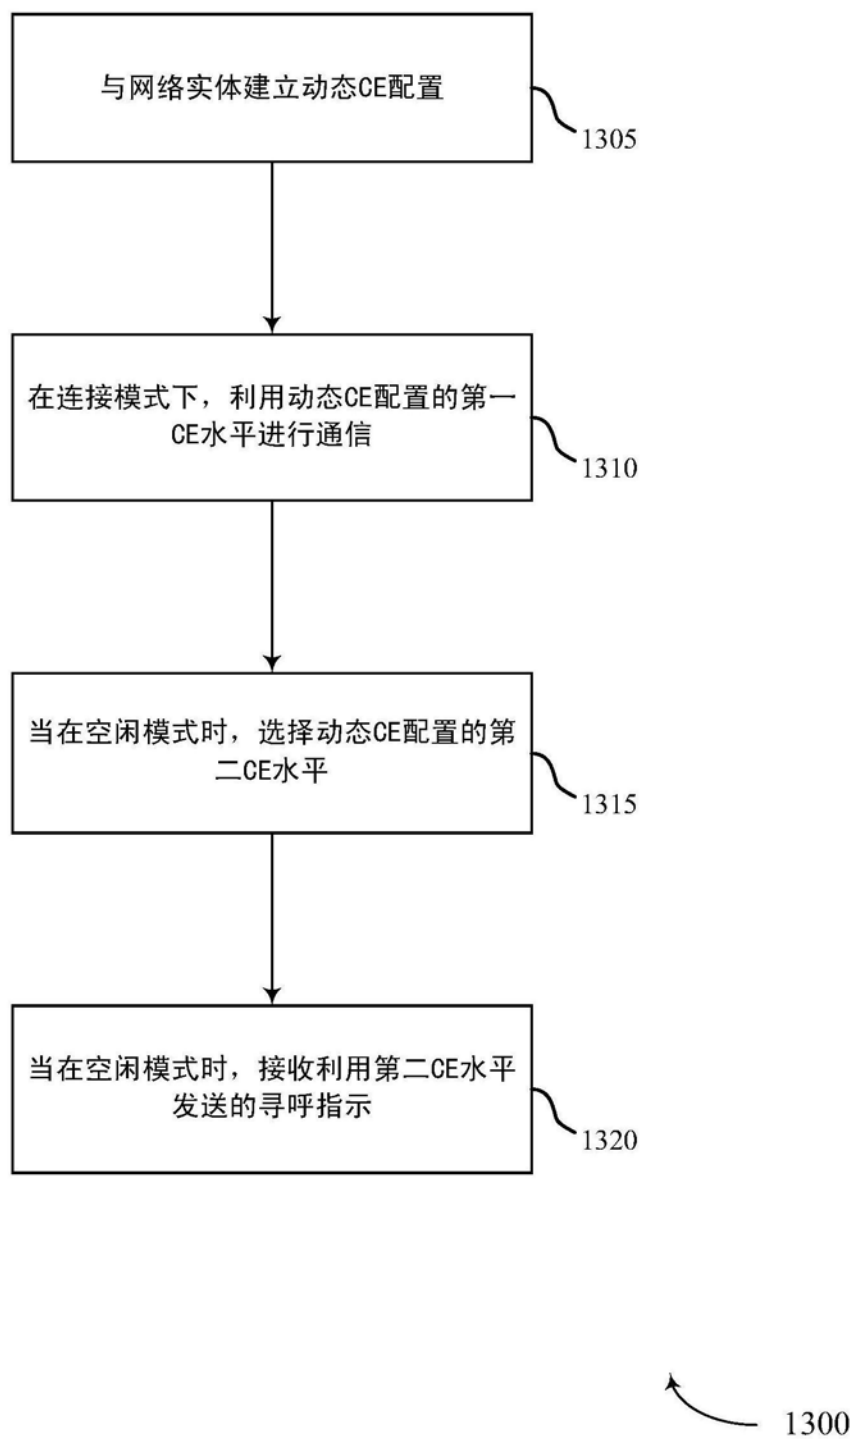 与网络实体建立动态CE配置
1305
在连接模式下，利用动态CE配置的第一
CE水平进行通信
1310
当在空闲模式时，选择动态CE配置的第
二CE水平
1315
当在空闲模式时，接收利用第二CE水平
发送的寻呼指示
1320
1300